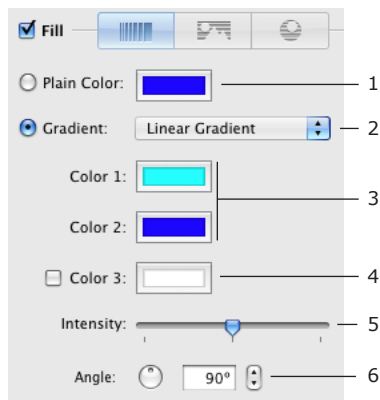 Fill
Plain Color: 1
Gradient: Linear Gradient 2
Color 1:
3
Color 2:
Color 3: 4
Intensity: 5
Angle: 90° 6